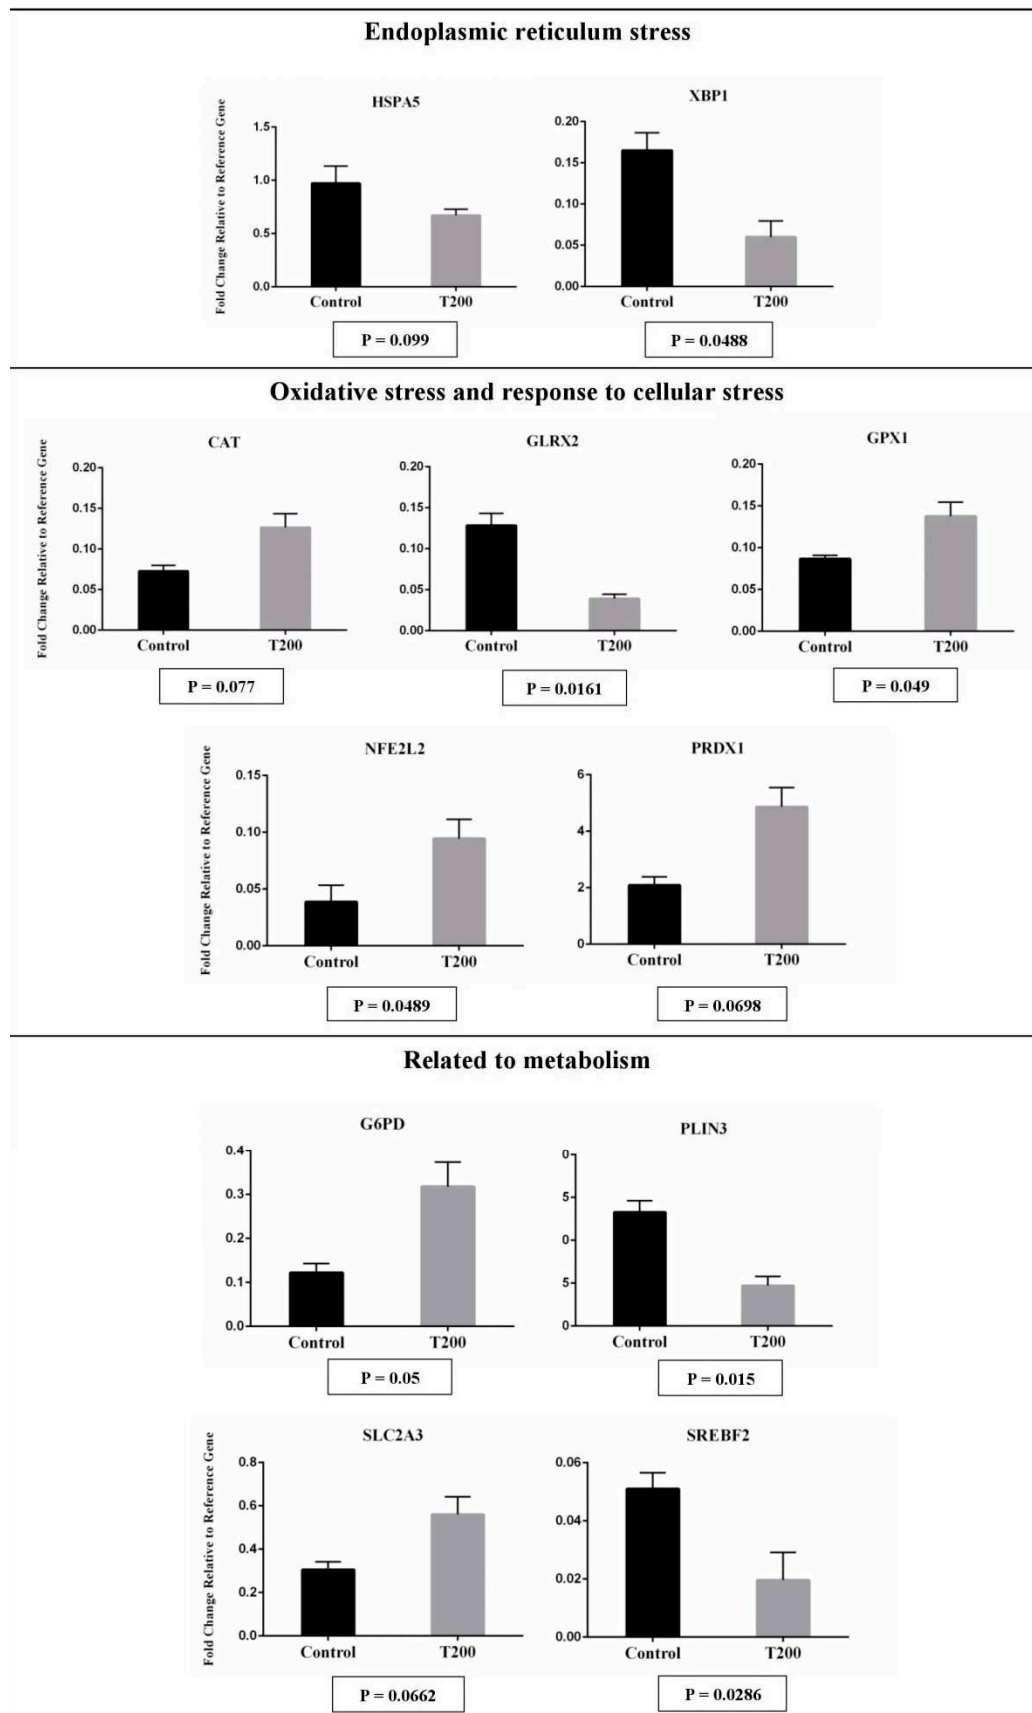 Endoplasmic reticulum stress
HSPA5
Fold Change Relative to Reference Gene
1.5
1.0
0.5
0.0
Control T200
P = 0.099
XBP1
0.20
0.15
0.10
0.05
0.00
Control T200
P = 0.0488
Oxidative stress and response to cellular stress
CAT
Fold Change Relative to Reference Gene
0.20
0.15
0.10
0.05
0.00
Control T200
P = 0.077
GLRX2
0.20
0.15
0.10
0.05
0.00
Control T200
P = 0.0161
GPX1
0.20
0.15
0.10
0.05
0.00
Control T200
P = 0.049
NFE2L2
Fold Change Relative to Reference Gene
0.15
0.10
0.05
0.00
Control T200
P = 0.0489
PRDX1
6
4
2
0
Control T200
P = 0.0698
Related to metabolism
G6PD
0.4
0.3
0.2
0.1
0.0
Control T200
P = 0.05
PLIN3
0
5
0
5
0
Control T200
P = 0.015
SLC2A3
Fold Change Relative to Reference Gene
0.8
0.6
0.4
0.2
0.0
Control T200
P = 0.0662
SREBF2
0.06
0.04
0.02
0.00
Control T200
P = 0.0286